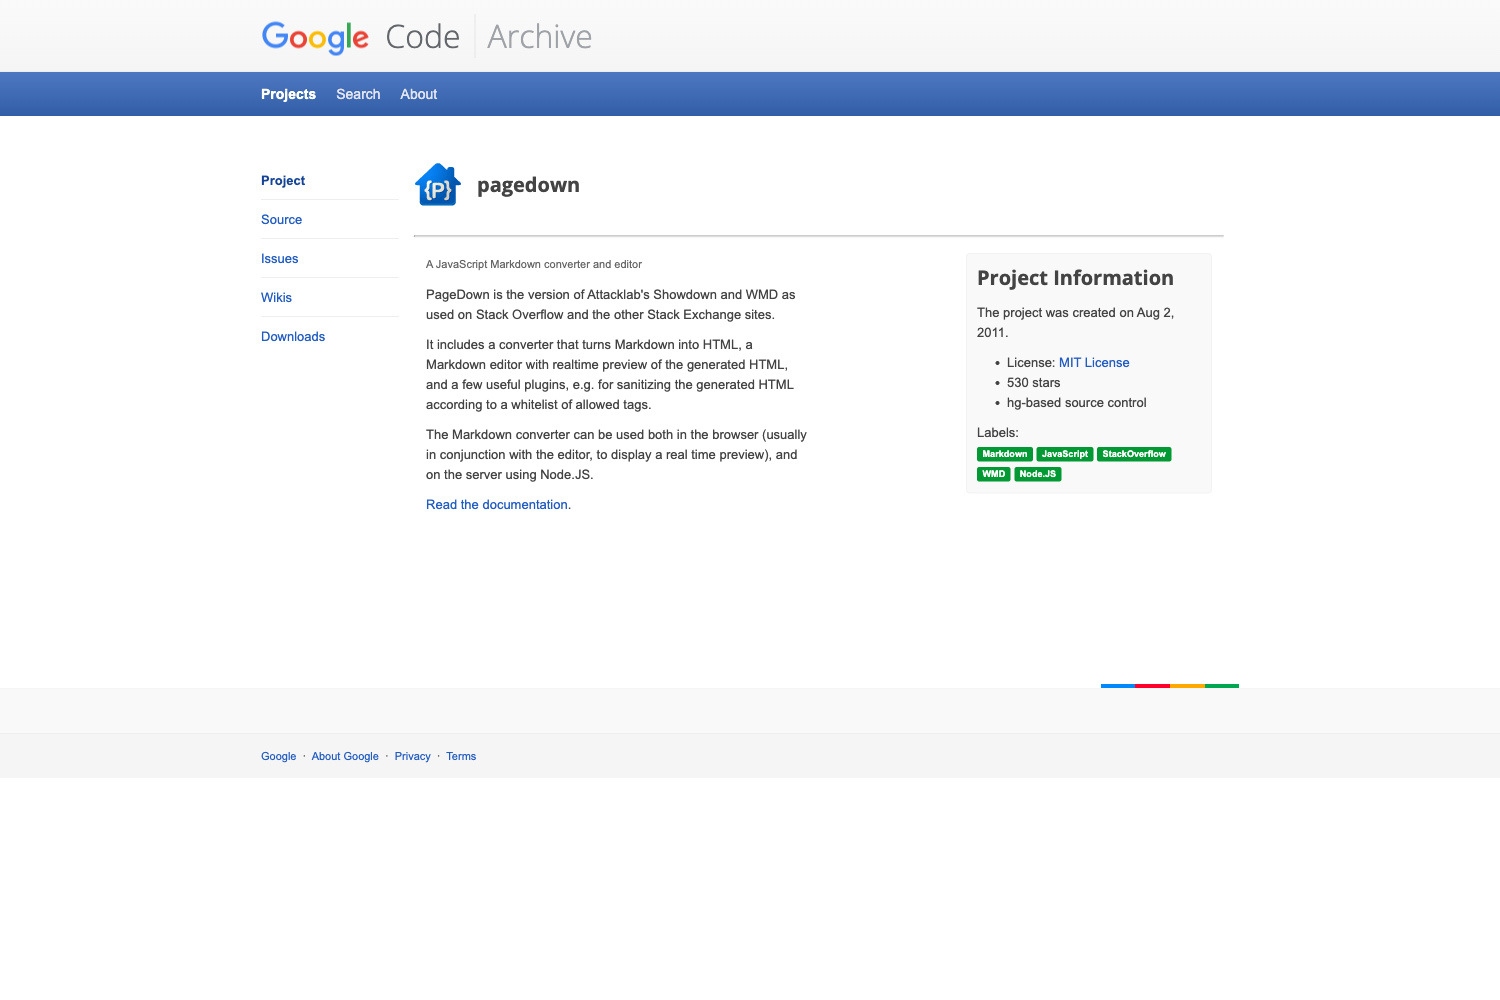 Google Code Archive
Projects Search About
Project
Source
Issues
Wikis
Downloads
{P} pagedown
A JavaScript Markdown converter and editor
PageDown is the version of Attacklab's Showdown and WMD as
used on Stack Overflow and the other Stack Exchange sites.
It includes a converter that turns Markdown into HTML, a
Markdown editor with realtime preview of the generated HTML,
and a few useful plugins, e.g. for sanitizing the generated HTML
according to a whitelist of allowed tags.
The Markdown converter can be used both in the browser (usually
in conjunction with the editor, to display a real time preview), and
on the server using Node.JS.
Read the documentation.
Project Information
The project was created on Aug 2,
2011.
• License: MIT License
• 530 stars
• hg-based source control
Labels:
Markdown JavaScript StackOverflow
WMD Node.JS
Google · About Google · Privacy · Terms